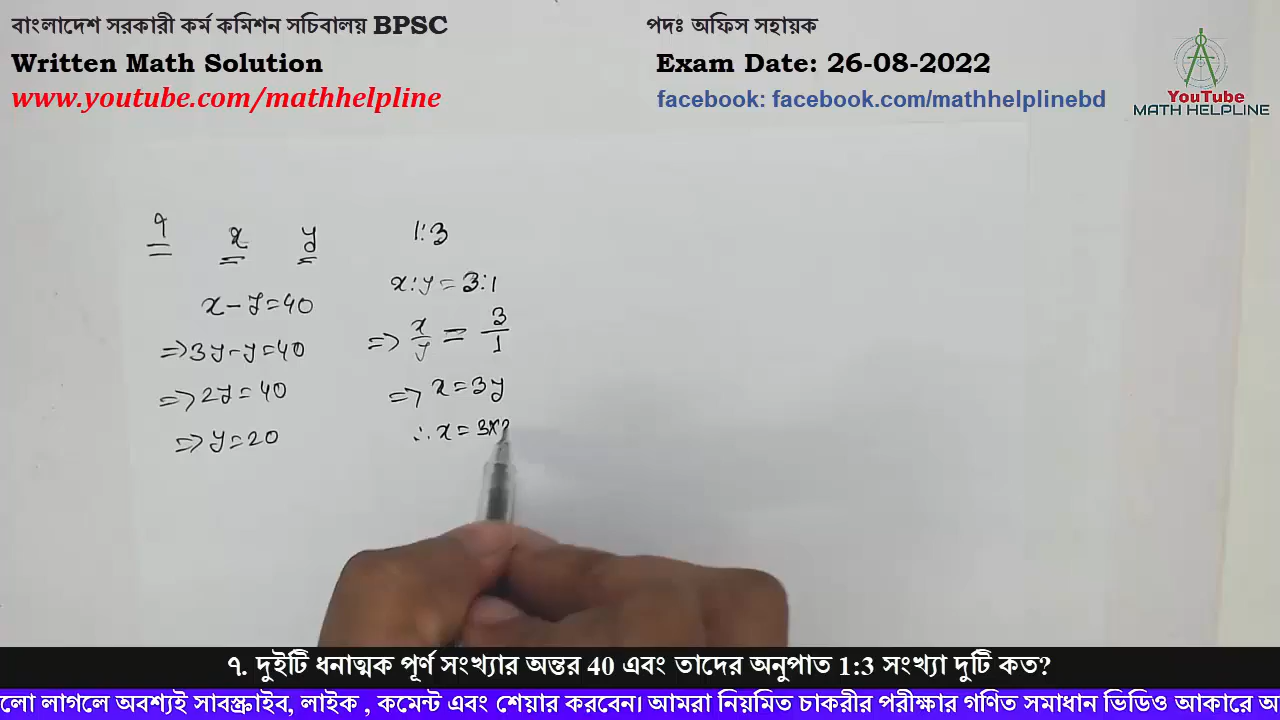 বাংলাদেশ সরকারী কর্ম কমিশন সচিবালয় BPSC
পদঃ অফিস সহায়ক
Written Math Solution
Exam Date: 26-08-2022
www.youtube.com/mathhelpline
facebook: facebook.com/mathhelplinebd
YouTube
MATH HELPLINE
৭ x y 1:3
x - y = 40
x : y = 3 : 1
=> 3y - y = 40
=> x/y = 3/1
=> 2y = 40
=> x = 3y
=> y = 20
∴ x = 3×2
৭. দুইটি ধনাত্মক পূর্ণ সংখ্যার অন্তর 40 এবং তাদের অনুপাত 1:3 সংখ্যা দুটি কত?
লো লাগলে অবশ্যই সাবস্ক্রাইব, লাইক , কমেন্ট এবং শেয়ার করবেন। আমরা নিয়মিত চাকরীর পরীক্ষার গণিত সমাধান ভিডিও আকারে আ